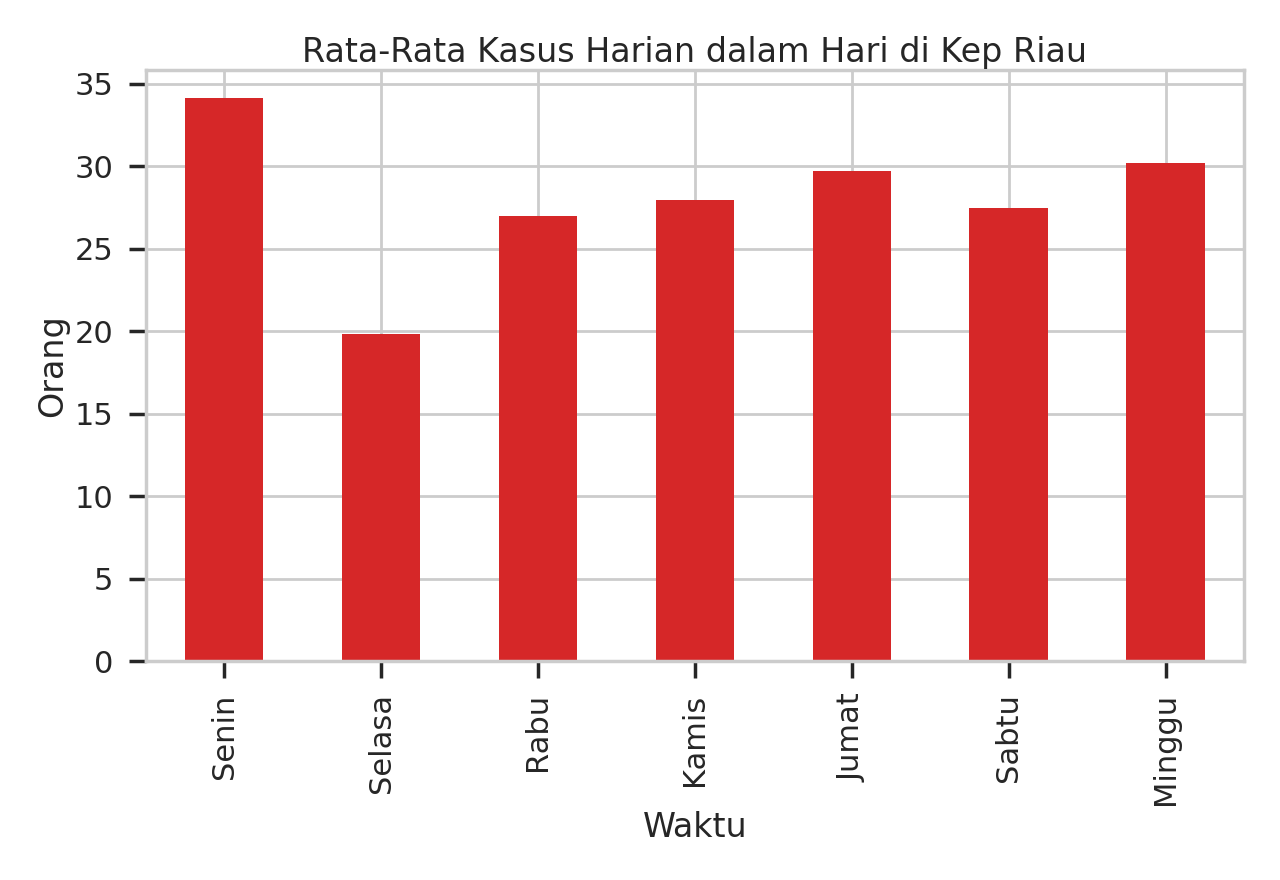 Rata-Rata Kasus Harian dalam Hari di Kep Riau
35
30
25
20
15
10
5
0
Orang
Senin
Selasa
Rabu
Kamis
Jumat
Sabtu
Minggu
Waktu